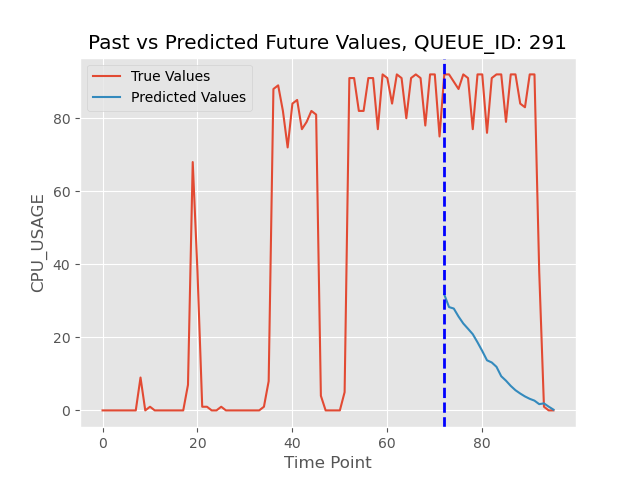 Past vs Predicted Future Values, QUEUE_ID: 291
True Values
Predicted Values
CPU_USAGE
80
60
40
20
0
0 20 40 60 80
Time Point